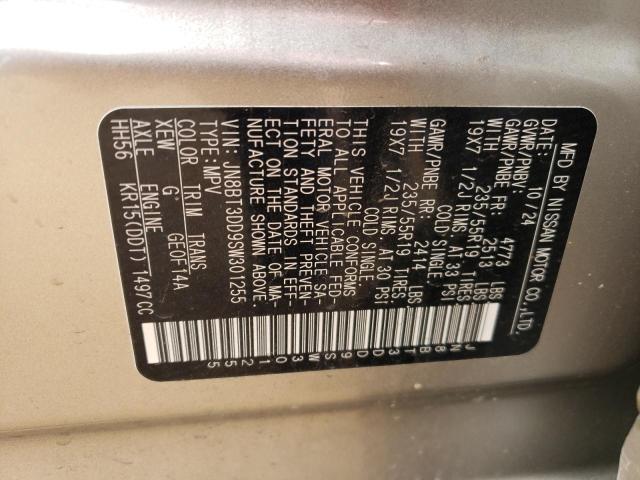 MFD BY NISSAN MOTOR CO.,LTD.
DATE: 10/24
GVWR/PNBV: 4773 LBS
GAWR/PNBE FR: 2513 LBS
WITH 235/55R19 TIRES
19X7 1/2J RIMS, AT 33 PSI
COLD SINGLE
GAWR/PNBE RR: 2414 LBS
WITH 235/55R19 TIRES
19X7 1/2J RIMS, AT 30 PSI
COLD SINGLE.
THIS VEHICLE CONFORMS
TO ALL APPLICABLE FED-
ERAL MOTOR VEHICLE SA-
FETY AND THEFT PREVEN-
TION STANDARDS IN EFF-
ECT ON THE DATE OF MA-
NUFACTURE SHOWN ABOVE.
VIN: JN8BT3DD9SW301255
TYPE: MPV
COLOR TRIM TRANS
XEW G GE0F14A
AXLE ENGINE
HH56 KR15(DDT) 1497CC
JN8BT3DD9SW301255